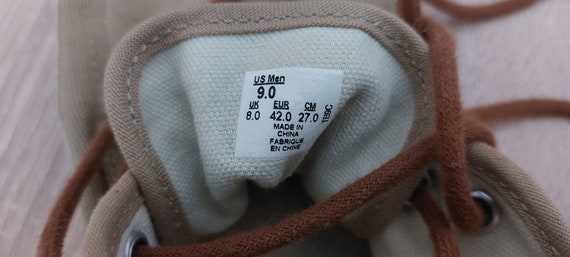 US Men
9.0
UK EUR CM
8.0 42.0 27.0
MADE IN
CHINA
FABRIQUE
EN CHINE
TB9C